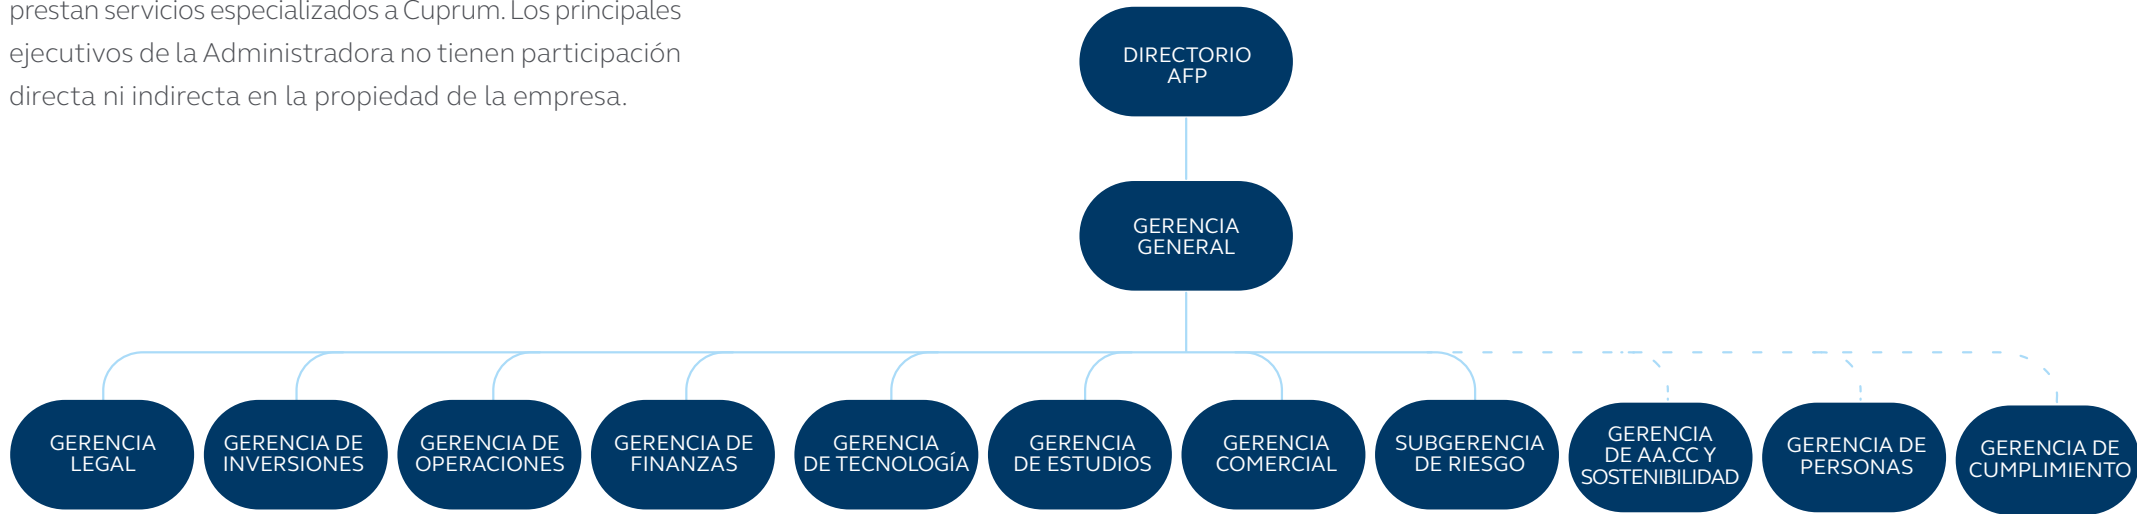 prestan servicios especializados a Cuprum. Los principales
ejecutivos de la Administradora no tienen participación
directa ni indirecta en la propiedad de la empresa.
DIRECTORIO
AFP
GERENCIA
GENERAL
GERENCIA
LEGAL
GERENCIA DE
INVERSIONES
GERENCIA DE
OPERACIONES
GERENCIA DE
FINANZAS
GERENCIA
DE TECNOLOGÍA
GERENCIA
DE ESTUDIOS
GERENCIA
COMERCIAL
SUBGERENCIA
DE RIESGO
GERENCIA
DE AA.CC Y
SOSTENIBILIDAD
GERENCIA DE
PERSONAS
GERENCIA DE
CUMPLIMIENTO